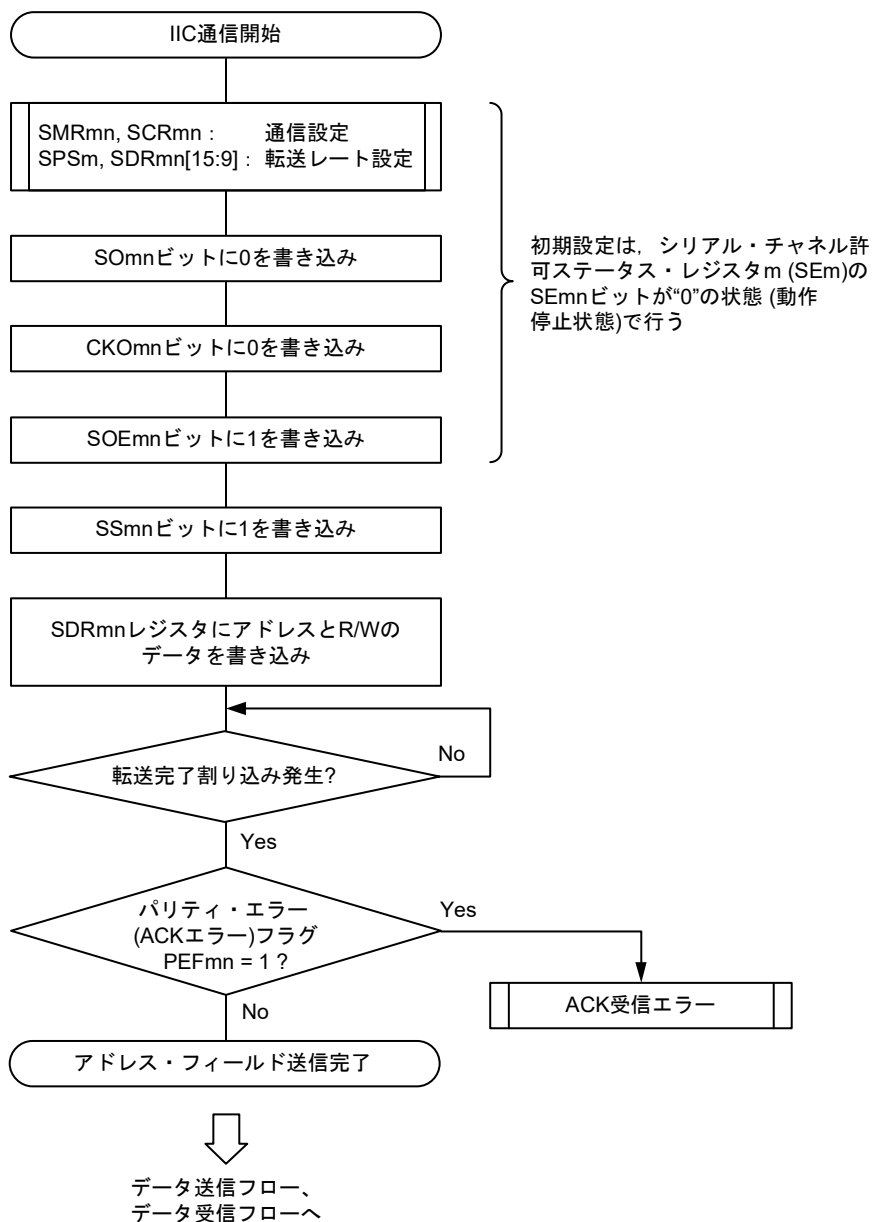 IIC通信開始
SMRmn, SCRmn： 通信設定
SPSm, SDRmn[15:9]： 転送レート設定
SOmnビットに0を書き込み
CKOmnビットに0を書き込み
SOEmnビットに1を書き込み
初期設定は，シリアル・チャネル許
可ステータス・レジスタm (SEm)の
SEmnビットが“0”の状態 (動作
停止状態)で行う
SSmnビットに1を書き込み
SDRmnレジスタにアドレスとR/Wの
データを書き込み
転送完了割り込み発生?
No
Yes
パリティ・エラー
(ACKエラー)フラグ
PEFmn = 1 ?
Yes
ACK受信エラー
No
アドレス・フィールド送信完了
データ送信フロー、
データ受信フローへ